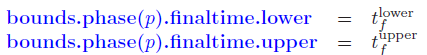 bounds.phase(p).finaltime.lower = t_f^lower
bounds.phase(p).finaltime.upper = t_f^upper